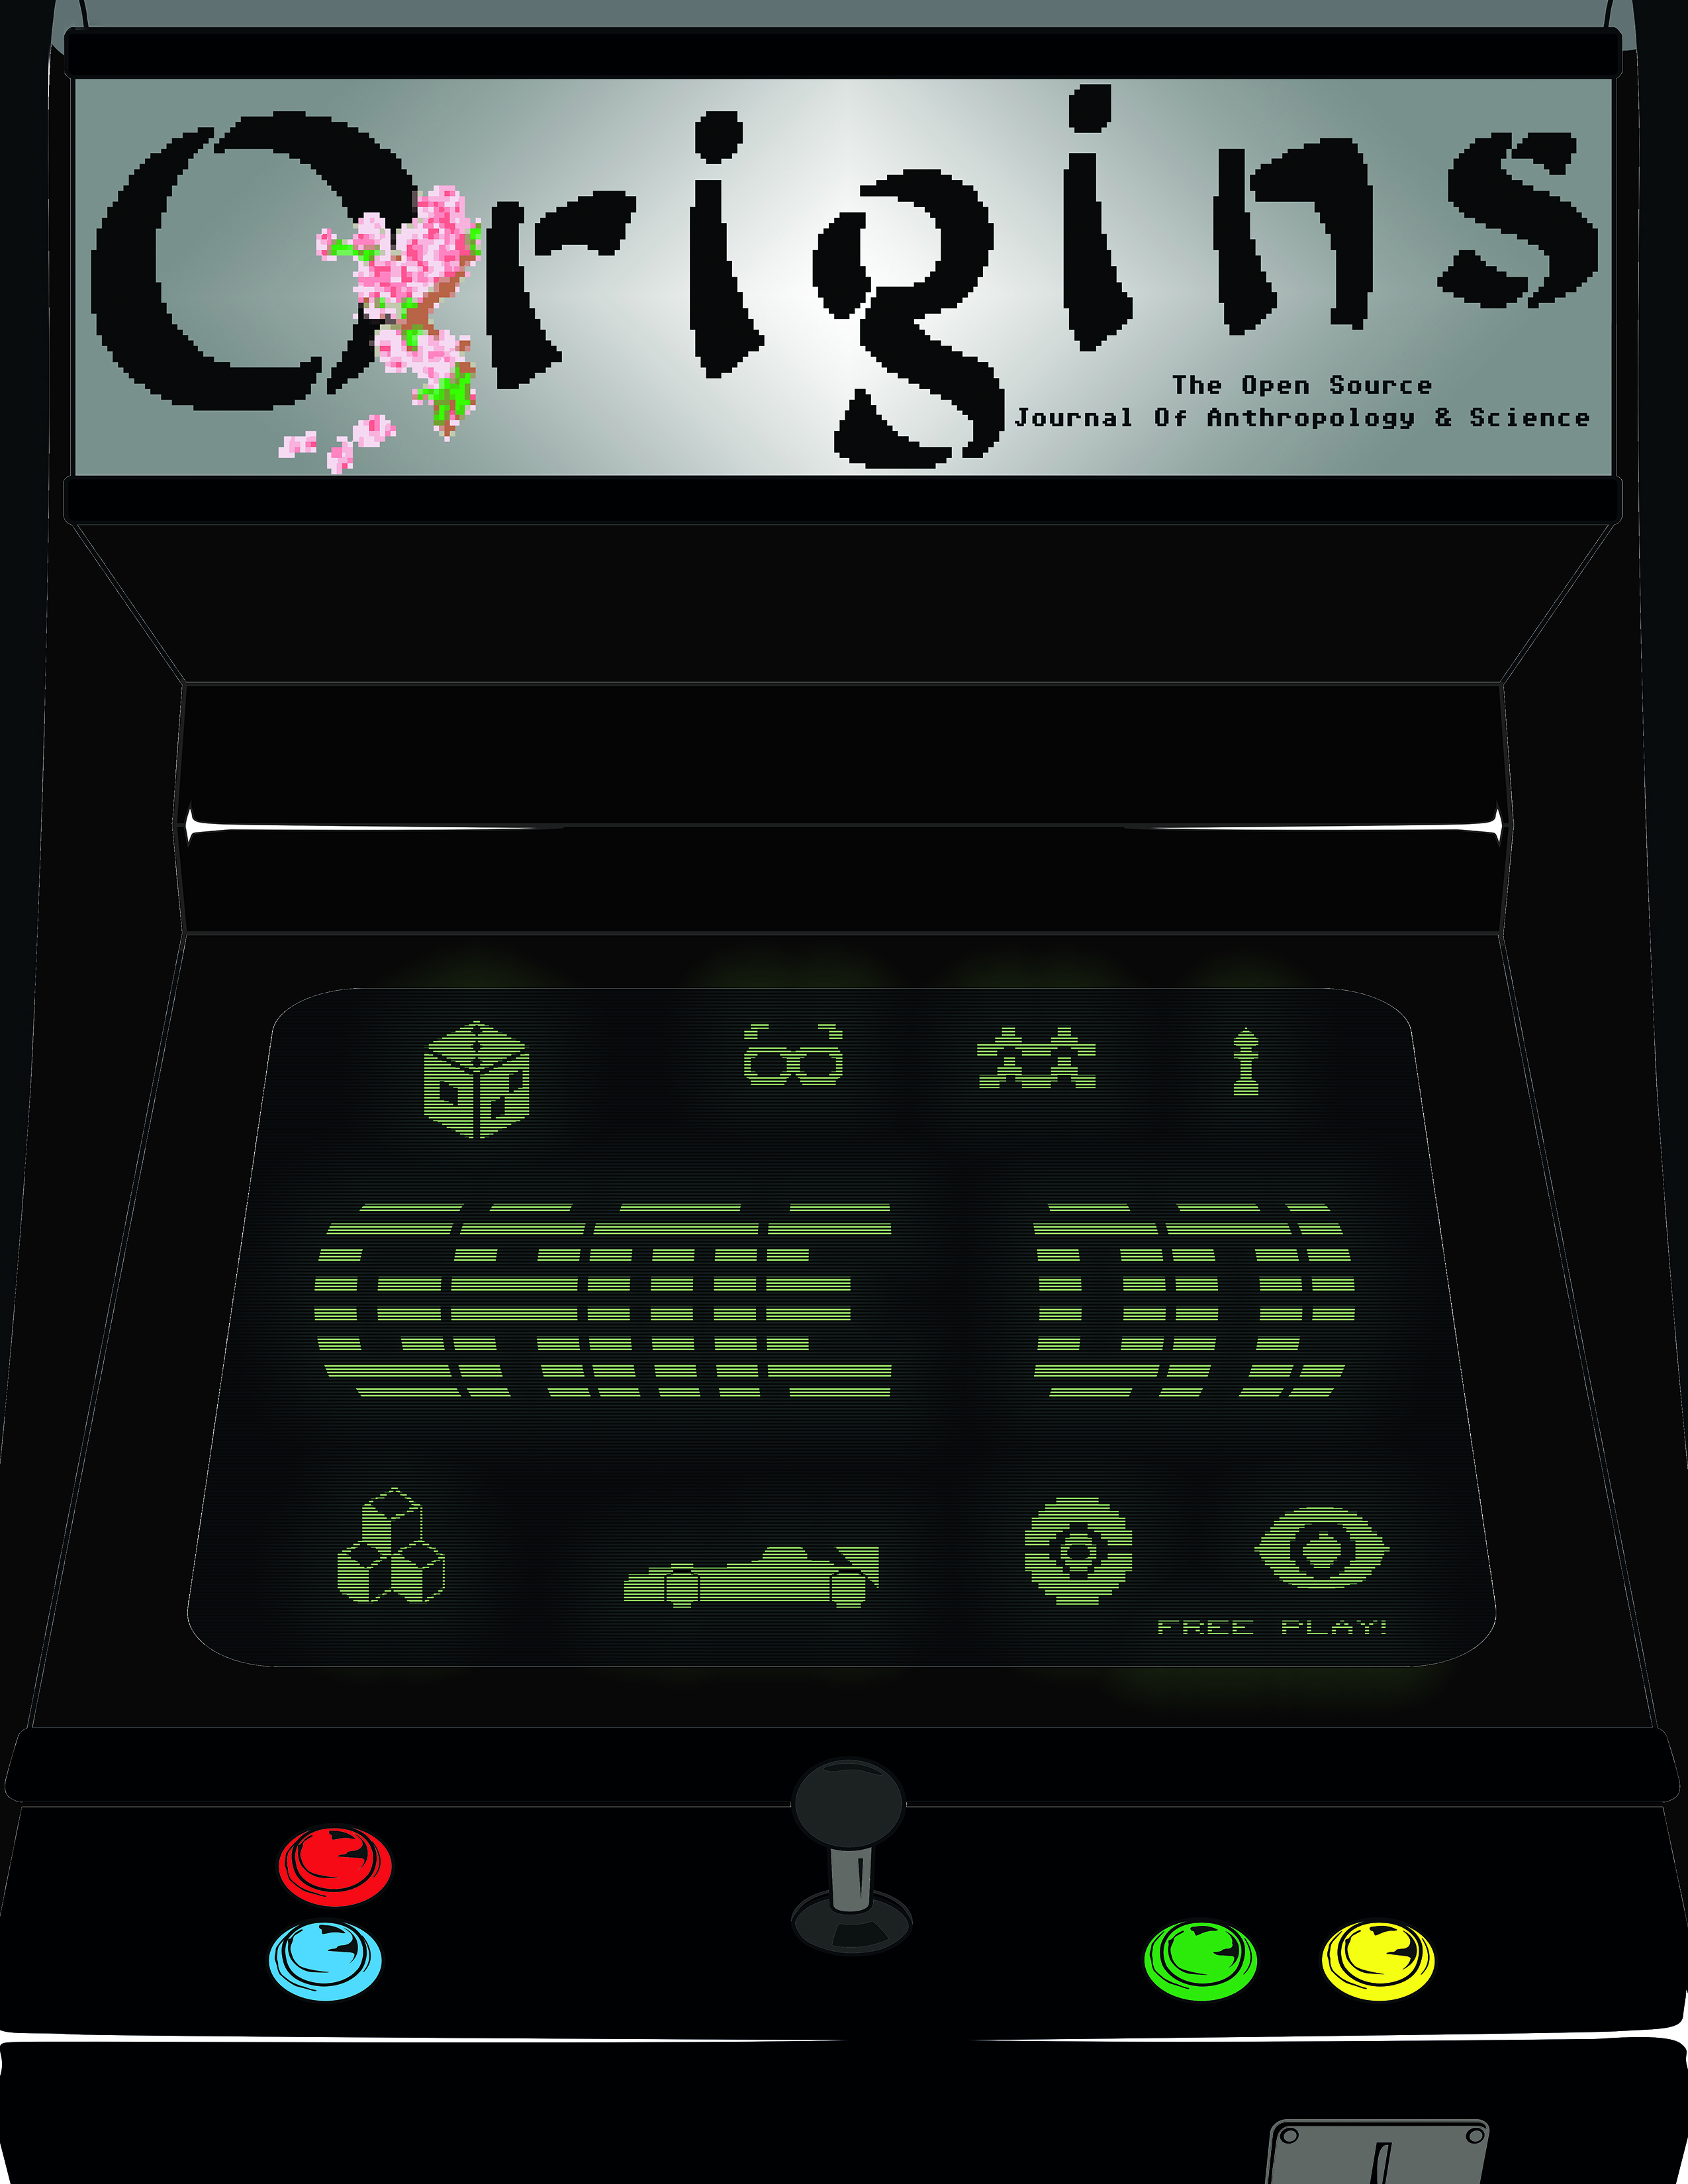 Origins
The Open Source
Journal Of Anthropology & Science
GAME ON
FREE PLAY!